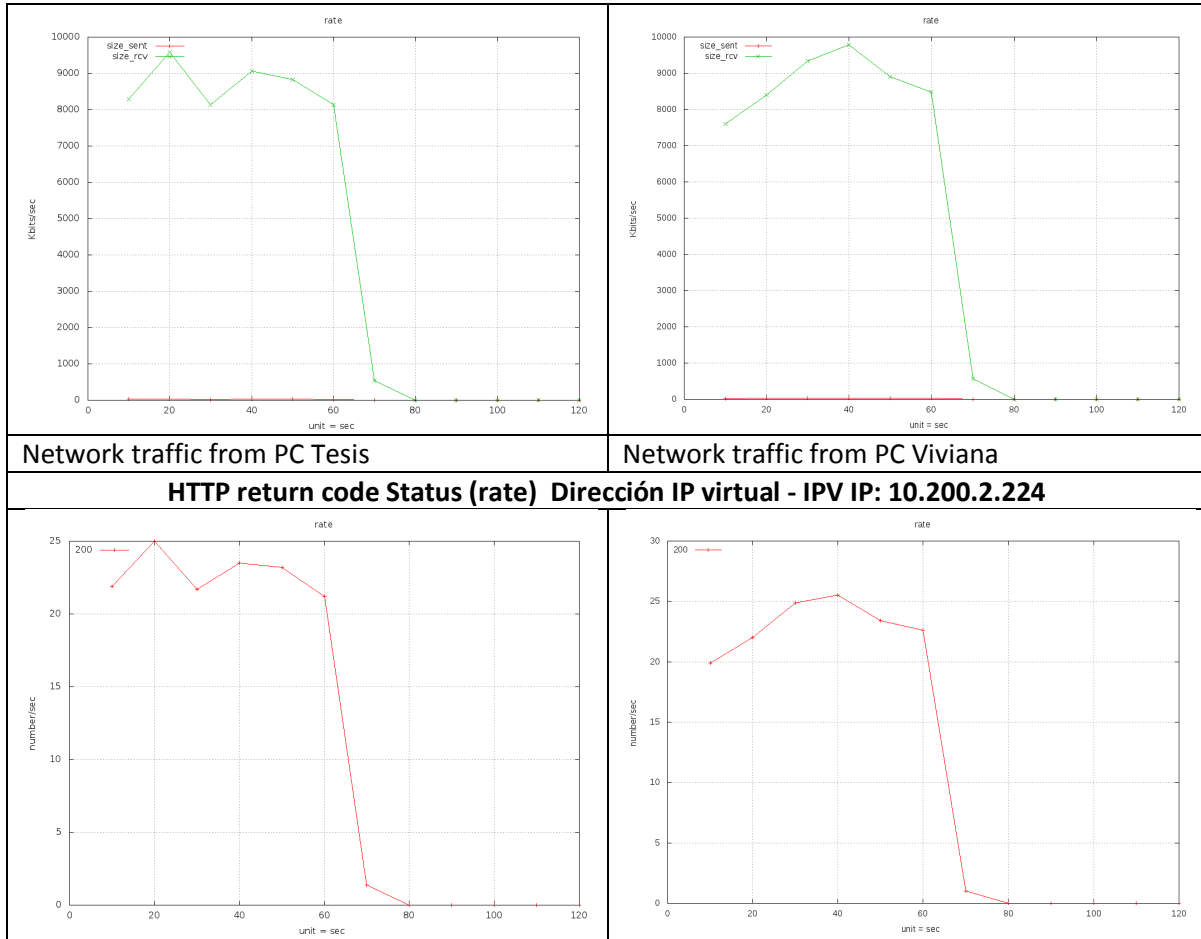 rate
size_sent
size_rcv
10000
9000
8000
7000
6000
5000
4000
3000
2000
1000
0
Kbits/sec
0 20 40 60 80 100 120
unit = sec
rate
size_sent
size_rcv
10000
9000
8000
7000
6000
5000
4000
3000
2000
1000
0
Kbits/sec
0 20 40 60 80 100 120
unit = sec
Network traffic from PC Tesis
Network traffic from PC Viviana
HTTP return code Status (rate) Dirección IP virtual - IPV IP: 10.200.2.224
rate
200
25
20
15
10
5
0
number/sec
0 20 40 60 80 100 120
unit = sec
rate
200
30
25
20
15
10
5
0
number/sec
0 20 40 60 80 100 120
unit = sec